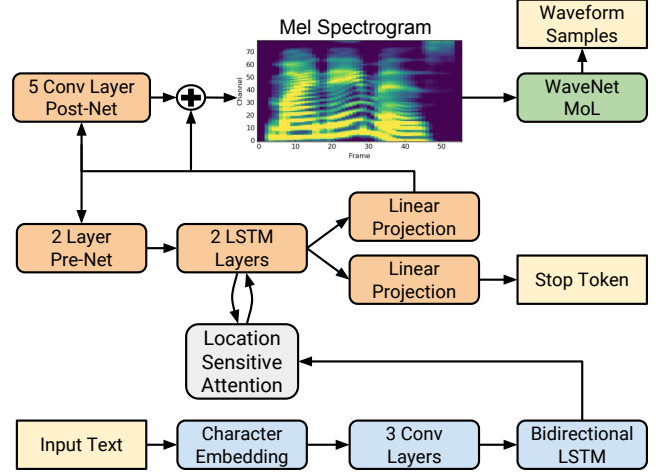 Waveform
Samples
Mel Spectrogram
5 Conv Layer
Post-Net
Channel
70
60
50
40
30
20
10
0
0
10
20
30
40
50
Frame
WaveNet
MoL
2 Layer
Pre-Net
2 LSTM
Layers
Linear
Projection
Linear
Projection
Stop Token
Location
Sensitive
Attention
Input Text
Character
Embedding
3 Conv
Layers
Bidirectional
LSTM